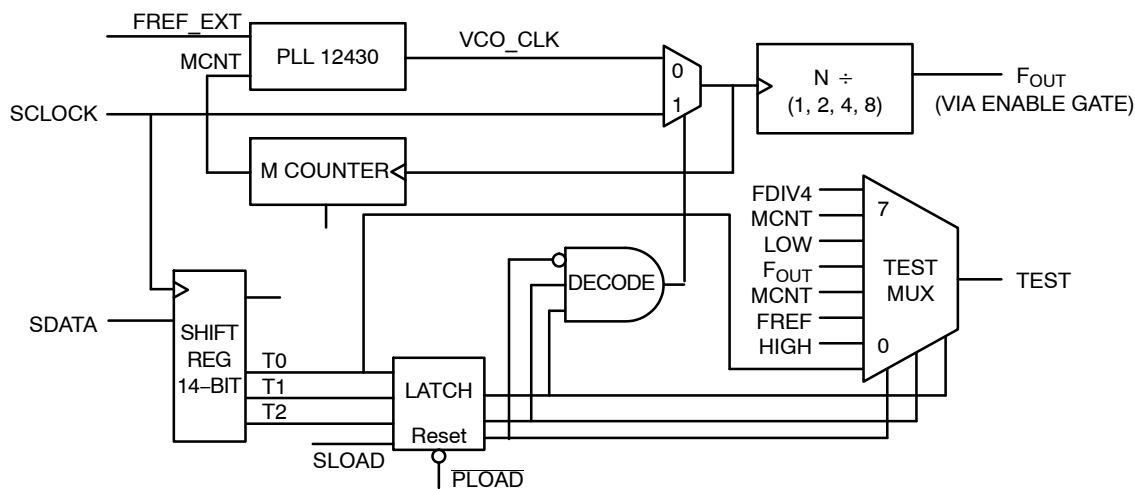 FREF_EXT
MCNT
PLL 12430
VCO_CLK
0
1
N ÷
(1, 2, 4, 8)
FOUT
(VIA ENABLE GATE)
SCLOCK
M COUNTER
FDIV4
MCNT
LOW
FOUT
MCNT
FREF
HIGH
7
TEST
MUX
0
TEST
DECODE
SDATA
SHIFT
REG
14–BIT
T0
T1
T2
LATCH
Reset
SLOAD
PLOAD